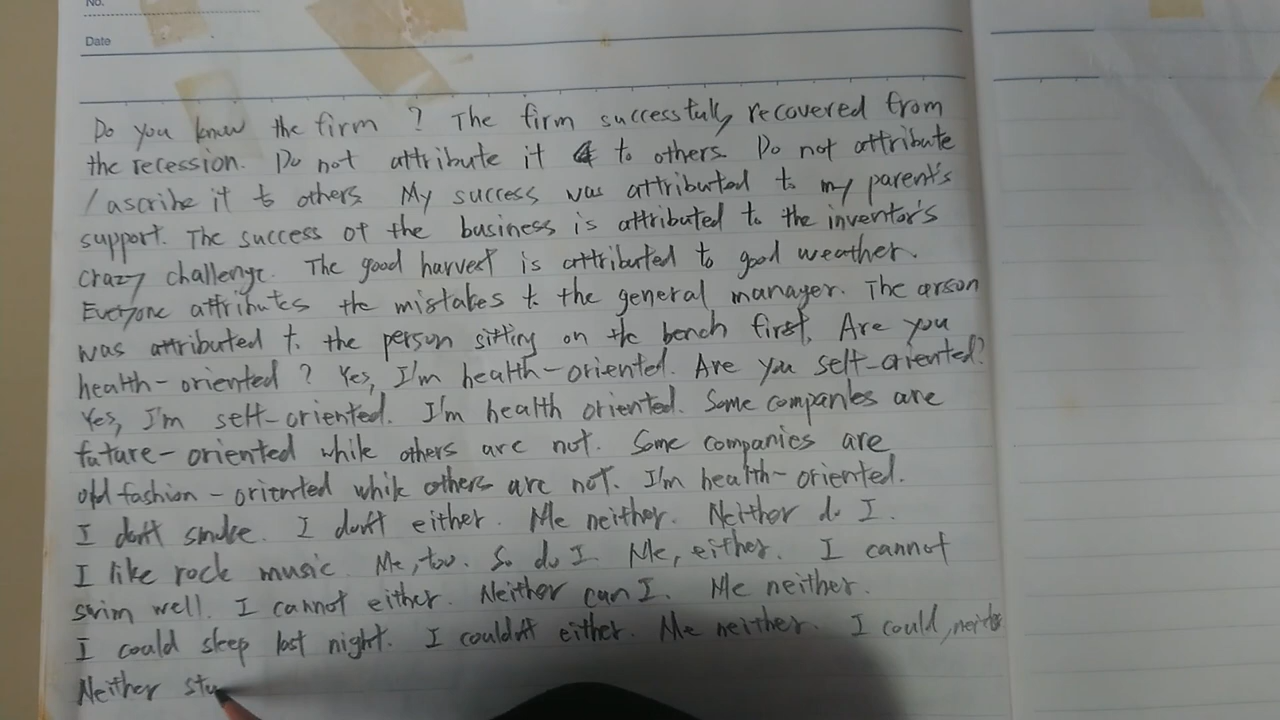 No.
Date
Do you know the firm ? The firm successfully recovered from
the recession. Do not attribute it to others. Do not attribute
/ ascribe it to others. My success was attributed to my parent's
support. The success of the business is attributed to the inventor's
crazy challenge. The good harvest is attributed to good weather.
Everyone attributes the mistakes to the general manager. The arson
was attributed to the person sitting on the bench first. Are you
health-oriented ? Yes, I'm health-oriented. Are you self-oriented?
Yes, I'm self-oriented. I'm health oriented. Some companies are
future-oriented while others are not. Some companies are
old fashion-oriented while others are not. I'm health-oriented.
I don't smoke. I don't either. Me neither. Neither do I.
I like rock music. Me, too. So do I. Me, either. I cannot
swim well. I cannot either. Neither can I. Me neither.
I could sleep last night. I couldn't either. Me neither. I could,
Neither